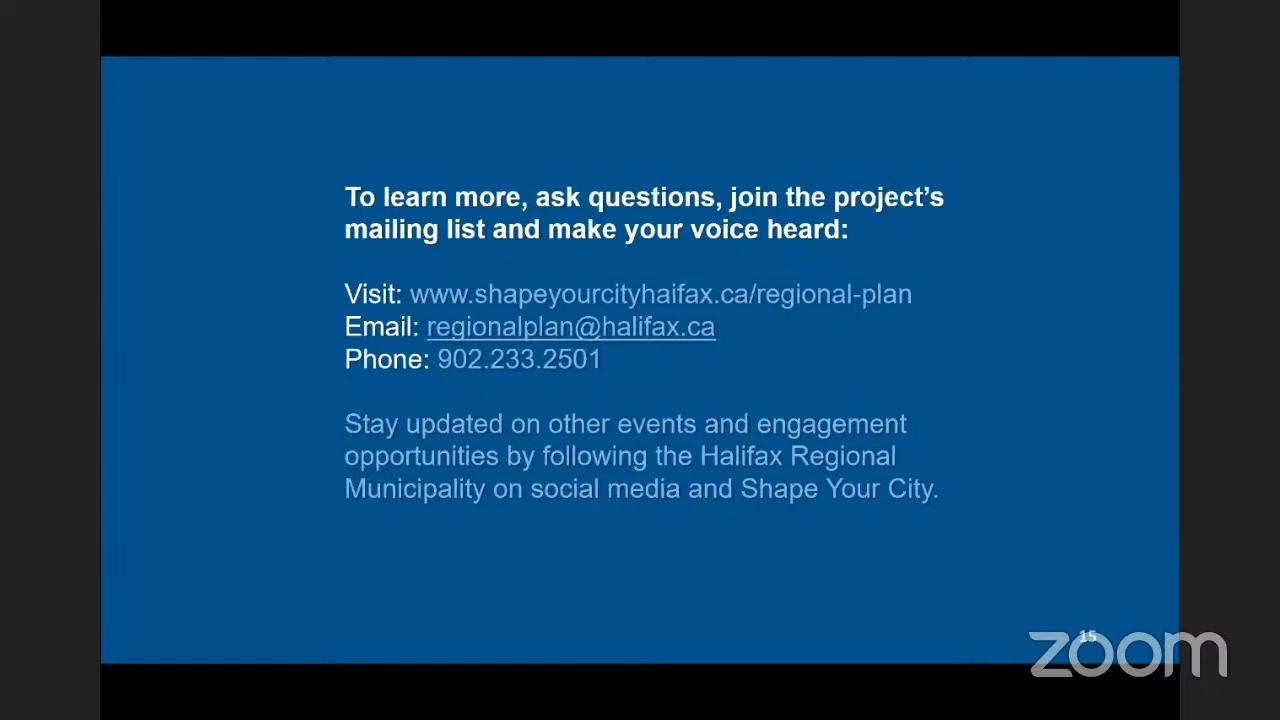 To learn more, ask questions, join the project’s
mailing list and make your voice heard:
Visit: www.shapeyourcityhaifax.ca/regional-plan
Email: regionalplan@halifax.ca
Phone: 902.233.2501
Stay updated on other events and engagement
opportunities by following the Halifax Regional
Municipality on social media and Shape Your City.
15
zoom